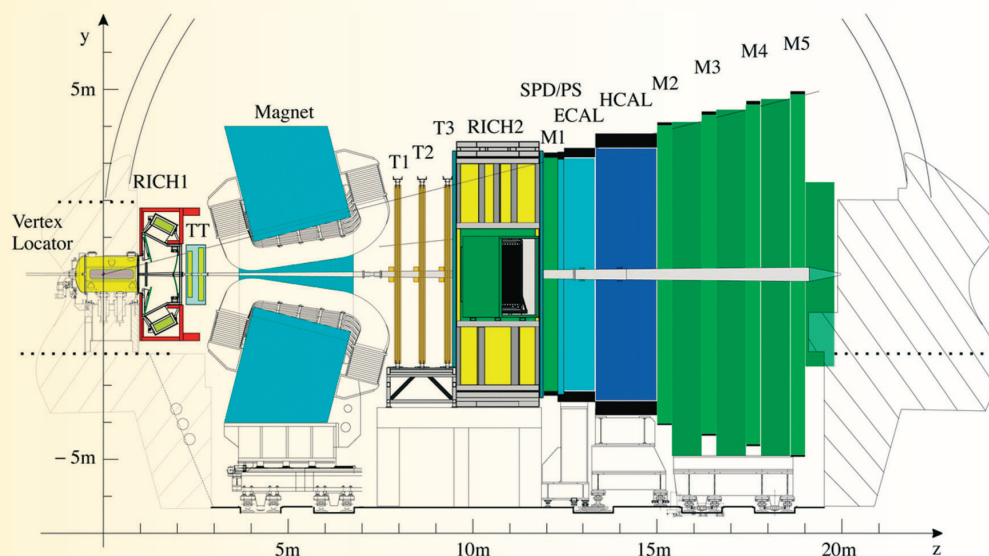 y
5m
M5
M4
M3
M2
SPD/PS
HCAL
ECAL
Magnet
T3
RICH2
M1
T2
T1
RICH1
Vertex
Locator
TT
- 5m
5m
10m
15m
20m
z